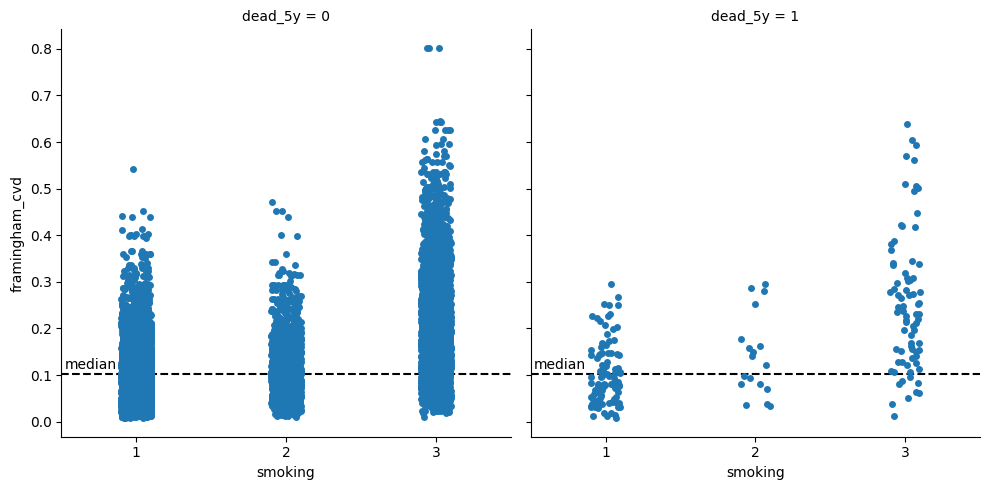 dead_5y = 0
dead_5y = 1
framingham_cvd
0.8
0.7
0.6
0.5
0.4
0.3
0.2
0.1
0.0
median
median
1
2
3
1
2
3
smoking
smoking